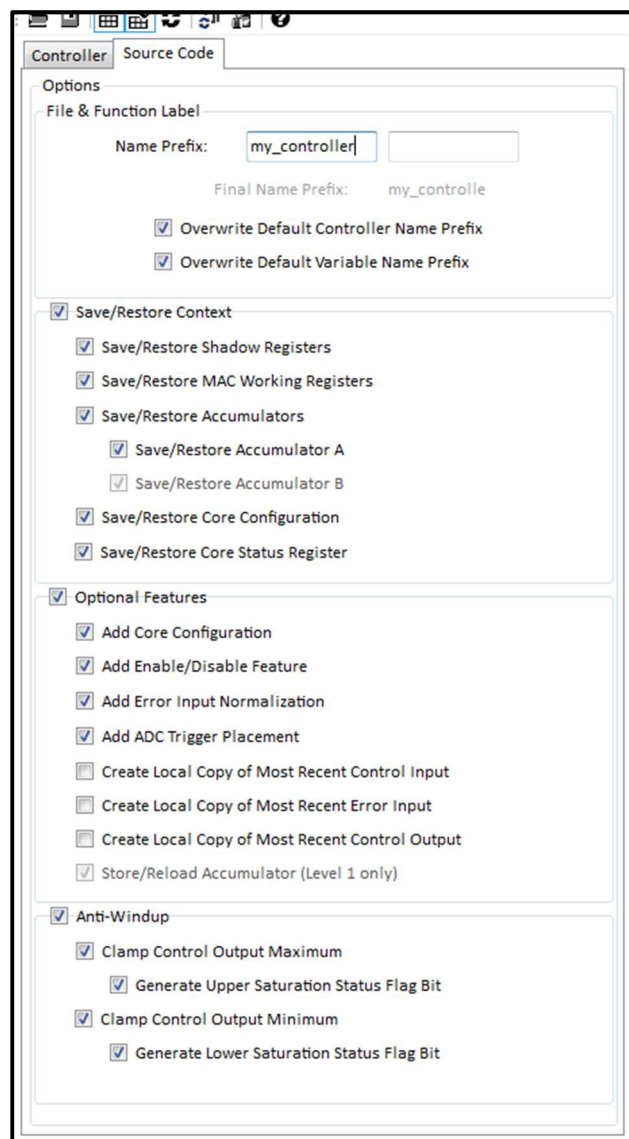 Controller Source Code
Options
File & Function Label
Name Prefix: my_controller
Final Name Prefix: my_controlle
Overwrite Default Controller Name Prefix
Overwrite Default Variable Name Prefix
Save/Restore Context
Save/Restore Shadow Registers
Save/Restore MAC Working Registers
Save/Restore Accumulators
Save/Restore Accumulator A
Save/Restore Accumulator B
Save/Restore Core Configuration
Save/Restore Core Status Register
Optional Features
Add Core Configuration
Add Enable/Disable Feature
Add Error Input Normalization
Add ADC Trigger Placement
Create Local Copy of Most Recent Control Input
Create Local Copy of Most Recent Error Input
Create Local Copy of Most Recent Control Output
Store/Reload Accumulator (Level 1 only)
Anti-Windup
Clamp Control Output Maximum
Generate Upper Saturation Status Flag Bit
Clamp Control Output Minimum
Generate Lower Saturation Status Flag Bit